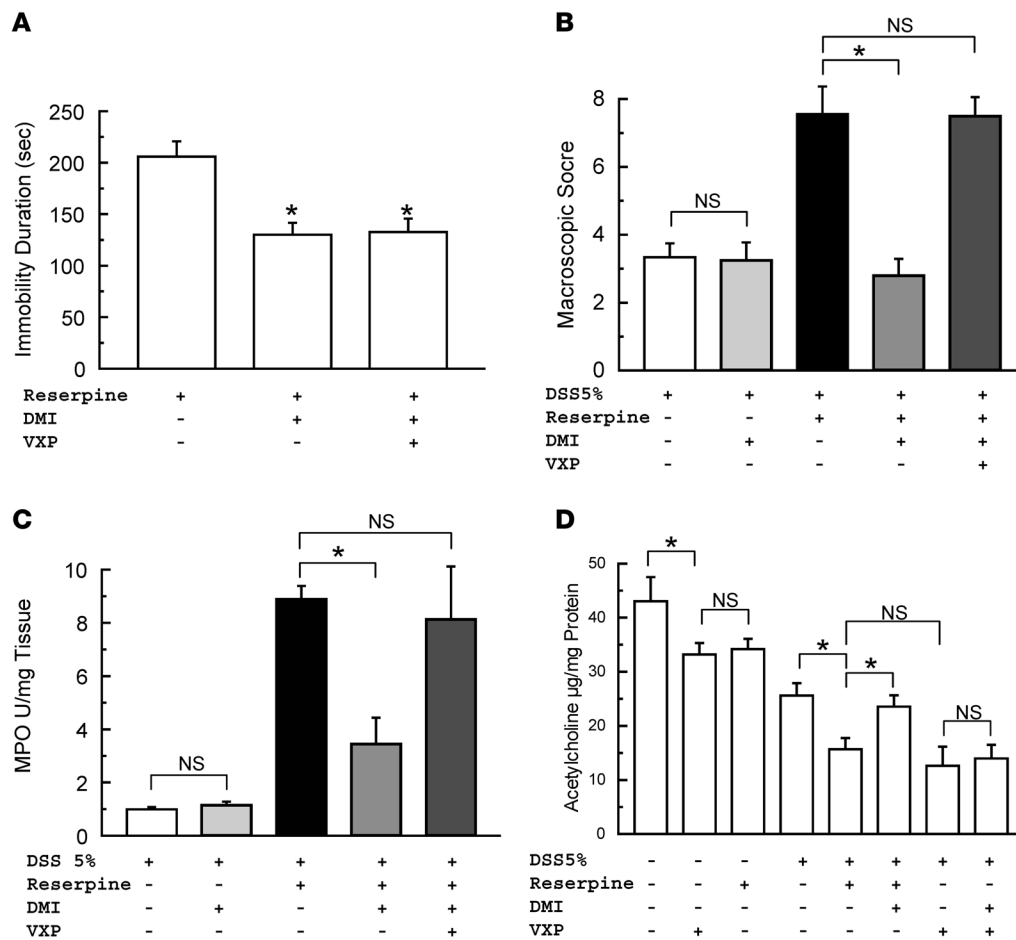 A
Immobility Duration (sec)
250
200
150
100
50
0
* *
Reserpine + + +
DMI - + +
VXP - - +
B
Macroscopic Socre
8
6
4
2
0
NS
*
NS
DSS5% + + + + +
Reserpine - - + + +
DMI - + - + +
VXP - - - - +
C
MPO U/mg Tissue
10
8
6
4
2
0
NS
*
NS
DSS 5% + + + + +
Reserpine - - + + +
DMI - + - + +
VXP - - - - +
D
Acetylcholine µg/mg Protein
50
40
30
20
10
0
*
NS
NS
* *
NS
DSS5% - - - + + + + +
Reserpine - - + - + + - -
DMI - - - - - + - +
VXP - + - - - - + +